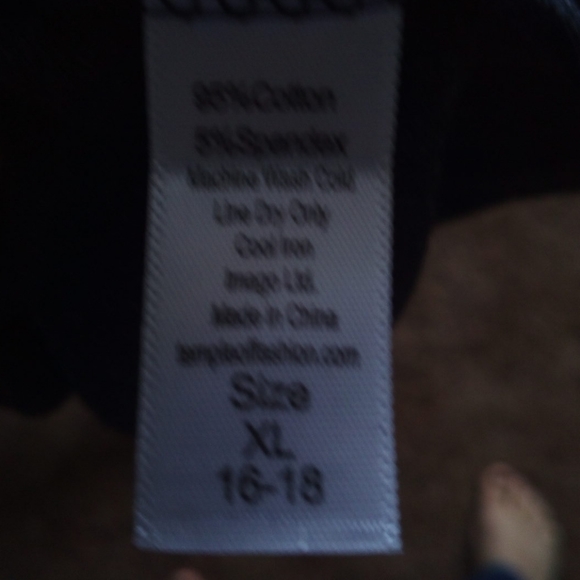 95%Cotton
5%Spandex
Machine Wash Cold
Line Dry Only
Cool Iron
Imago Ltd.
Made in China
templeoffashion.com
Size
XL
16-18